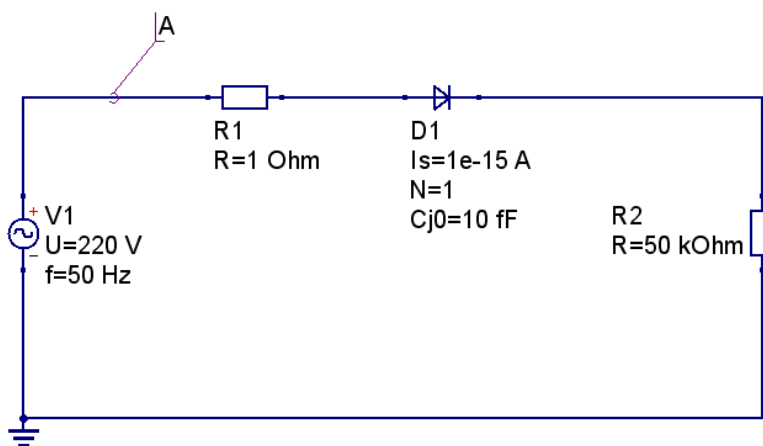 A
R1
R=1 Ohm
D1
Is=1e-15 A
N=1
Cj0=10 fF
V1
U=220 V
f=50 Hz
R2
R=50 kOhm